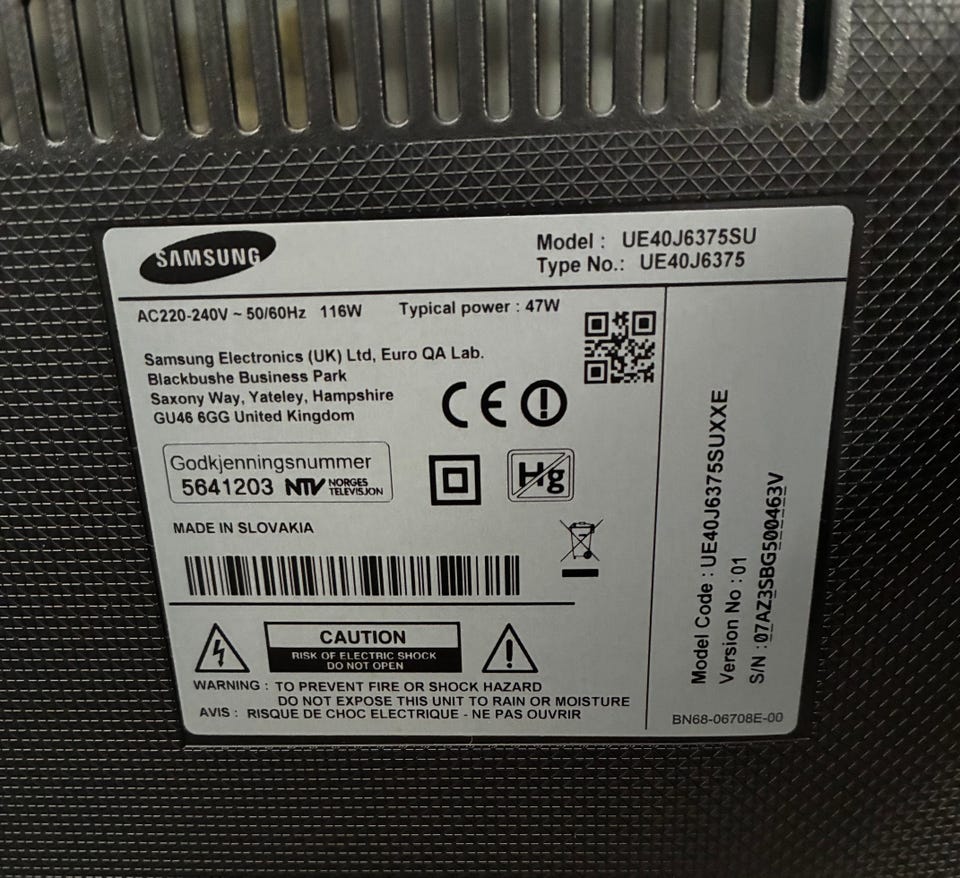 SAMSUNG
Model : UE40J6375SU
Type No.: UE40J6375
AC220-240V ~ 50/60Hz 116W Typical power : 47W
Samsung Electronics (UK) Ltd, Euro QA Lab.
Blackbushe Business Park
Saxony Way, Yateley, Hampshire
GU46 6GG United Kingdom
CE
Godkjenningsnummer
5641203 NTV NORGES TELEVISJON
Hg
MADE IN SLOVAKIA
CAUTION
RISK OF ELECTRIC SHOCK
DO NOT OPEN
WARNING : TO PREVENT FIRE OR SHOCK HAZARD
DO NOT EXPOSE THIS UNIT TO RAIN OR MOISTURE
AVIS : RISQUE DE CHOC ELECTRIQUE - NE PAS OUVRIR
Model Code : UE40J6375SUXXE
Version No : 01
S/N : 07AZ3SBG500463V
BN68-06708E-00